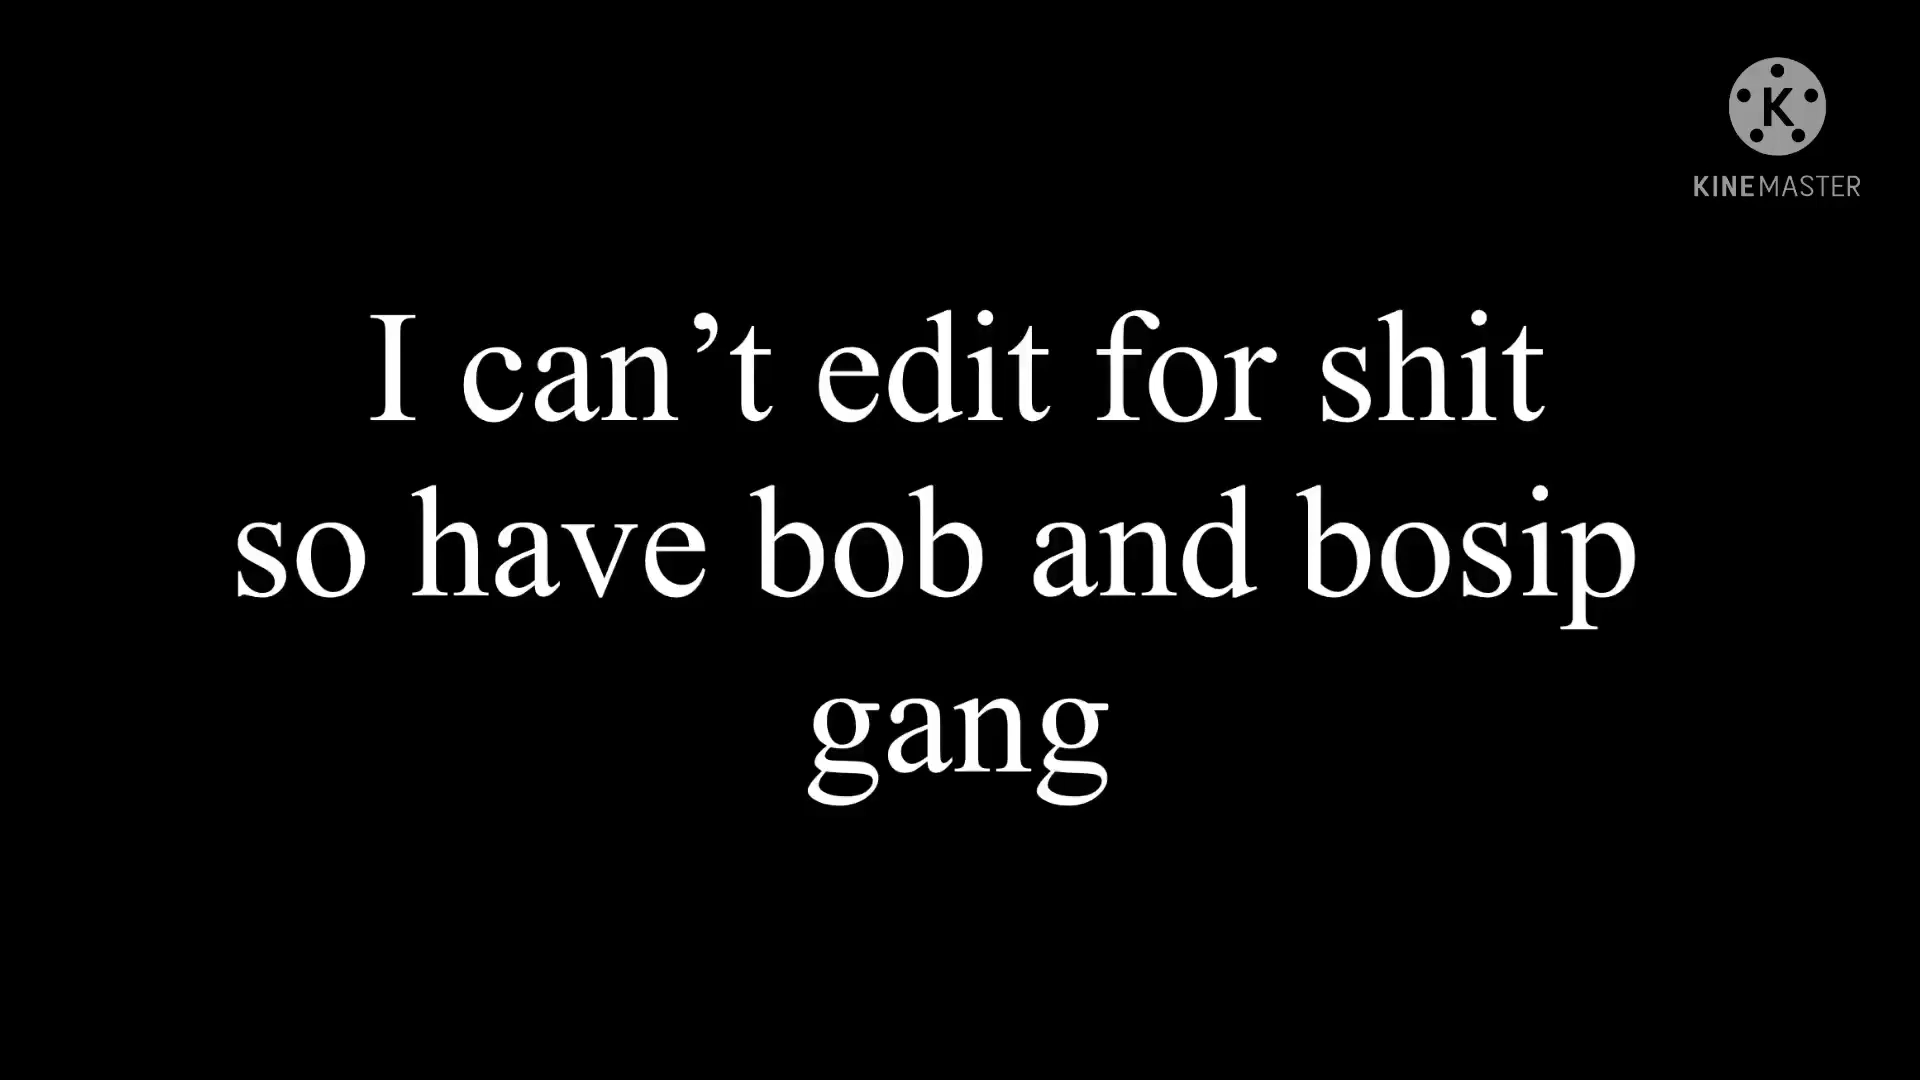 K
KINEMASTER
I can’t edit for shit
so have bob and bosip
gang